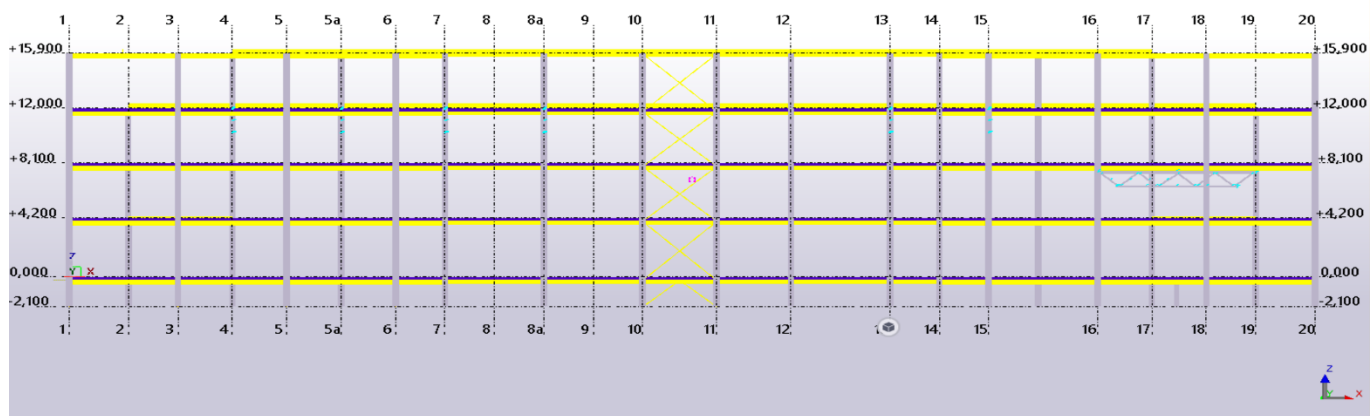 1 2 3 4 5 5a 6 7 8 8a 9 10 11 12 13 14 15 16 17 18 19 20
+15,900 +15,900
+12,000 +12,000
+8,100 +8,100
+4,200 +4,200
0,000 0,000
Z
Y X
-2,100 -2,100
1 2 3 4 5 5a 6 7 8 8a 9 10 11 12 14 15 16 17 18 19 20
Z
Y X